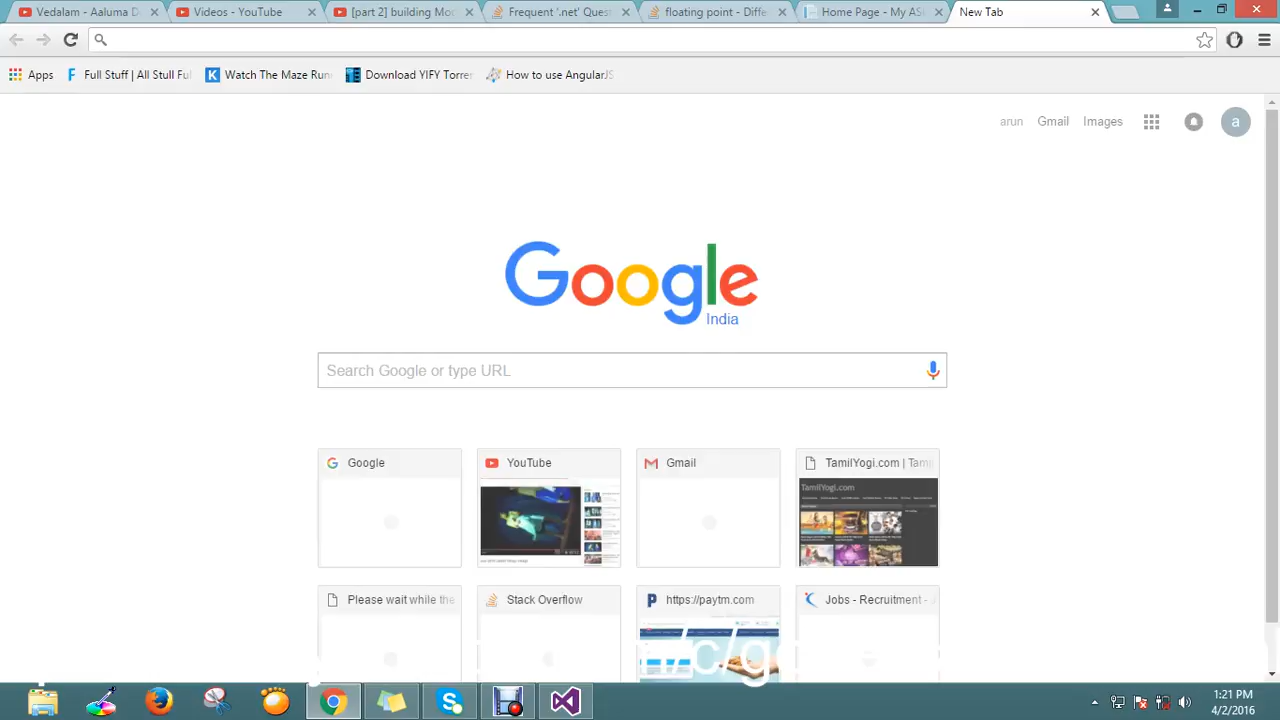 Vedalam - Aaluma D
Videos - YouTube
[part 2] building Mo
Frequent '.net' Quest
floating point - Diffe
Home Page - My AS
New Tab
Apps
Full Stuff | All Stull Ful
Watch The Maze Run
Download YIFY Torre
How to use AngularJS
arun
Gmail
Images
a
Google
India
Search Google or type URL
Google
YouTube
Gmail
TamilYogi.com | Tam
TamilYogi.com
Please wait while the
Stack Overflow
https://paytm.com
Jobs - Recruitment -
/c/g
1:21 PM
4/2/2016